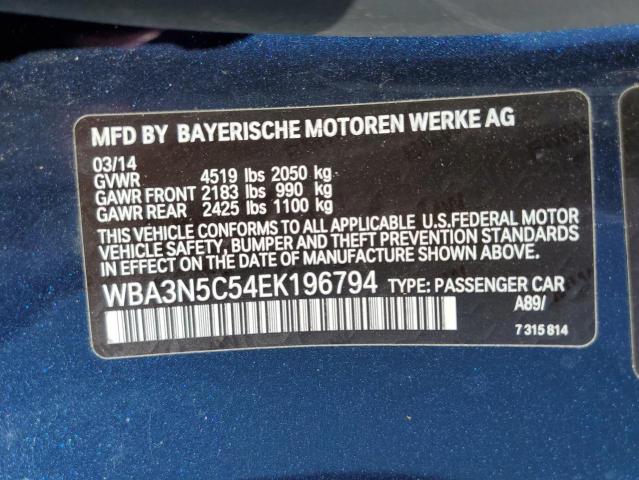 MFD BY BAYERISCHE MOTOREN WERKE AG
03/14
GVWR 4519 lbs 2050 kg
GAWR FRONT 2183 lbs 990 kg
GAWR REAR 2425 lbs 1100 kg
THIS VEHICLE CONFORMS TO ALL APPLICABLE U.S.FEDERAL MOTOR
VEHICLE SAFETY, BUMPER AND THEFT PREVENTION STANDARDS
IN EFFECT ON THE DATE OF MANUFACTURE SHOWN ABOVE.
WBA3N5C54EK196794 TYPE: PASSENGER CAR
A89/
7 315 814